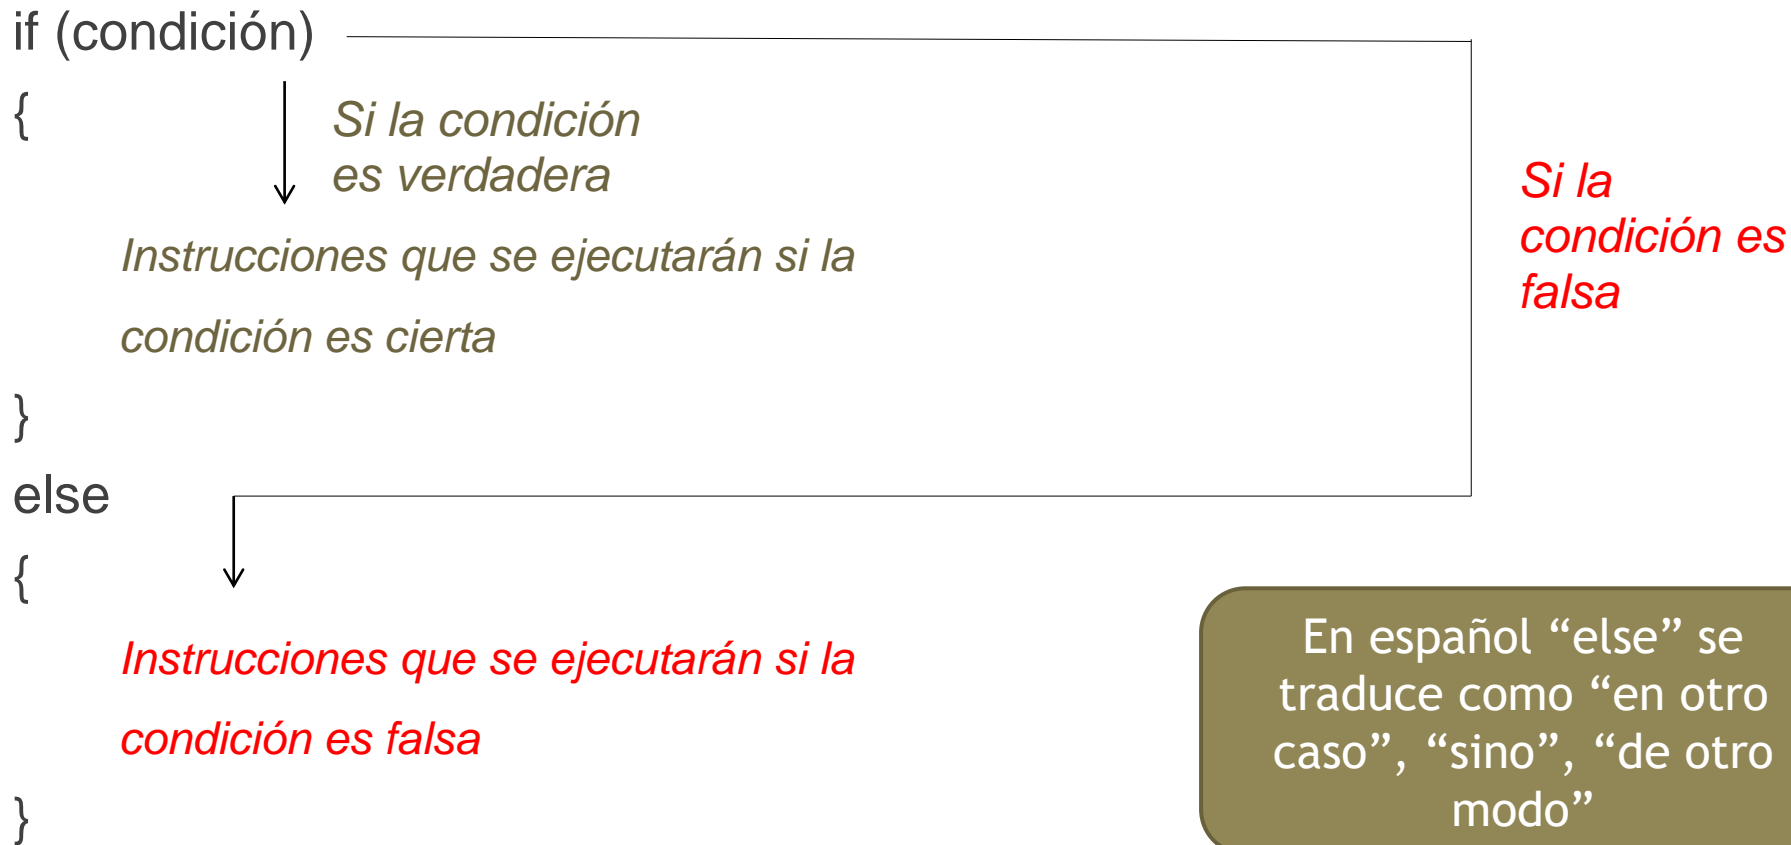 if (condición)
{
Si la condición
es verdadera
Si la
condición es
falsa
Instrucciones que se ejecutarán si la
condición es cierta
}
else
{
Instrucciones que se ejecutarán si la
condición es falsa
}
En español “else” se
traduce como “en otro
caso”, “sino”, “de otro
modo”